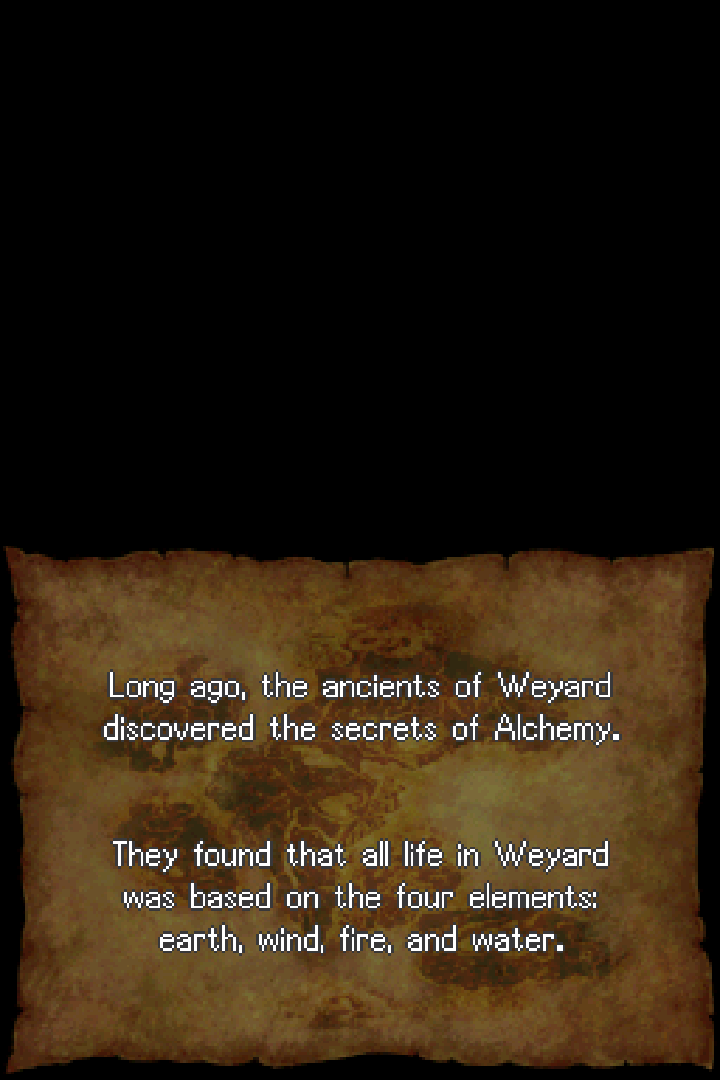 Long ago, the ancients of Weyard
discovered the secrets of Alchemy.
They found that all life in Weyard
was based on the four elements:
earth, wind, fire, and water.